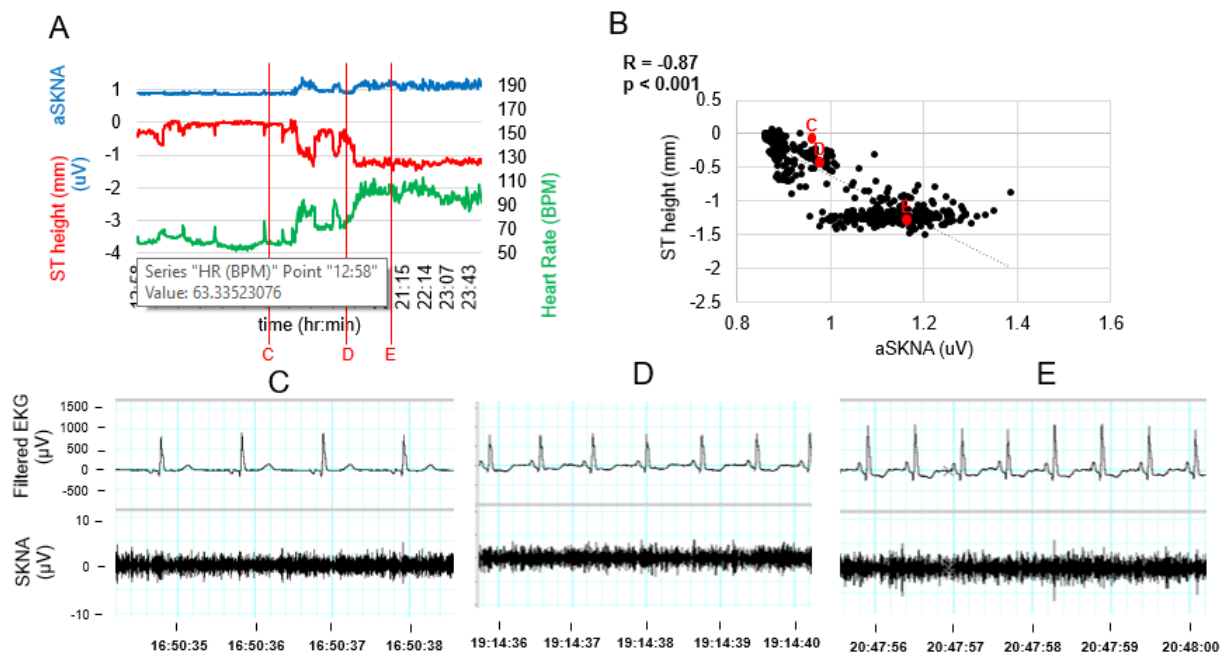 A
aSKNA
(uV)
ST height (mm)
1
0
-1
-2
-3
-4
190
170
150
130
110
90
70
50
Heart Rate (BPM)
Series "HR (BPM)" Point "12:58"
Value: 63.33523076
21:15
22:14
23:07
23:43
time (hr:min)
C
D
E
B
R = -0.87
p < 0.001
ST height (mm)
0.5
0
-0.5
-1
-1.5
-2
-2.5
C
D
E
0.8
1
1.2
1.4
1.6
aSKNA (uV)
C
D
E
Filtered EKG
(µV)
1500
1000
500
0
-500
SKNA
(µV)
10
0
-10
16:50:35 16:50:36 16:50:37 16:50:38
19:14:36 19:14:37 19:14:38 19:14:39 19:14:40
20:47:56 20:47:57 20:47:58 20:47:59 20:48:00